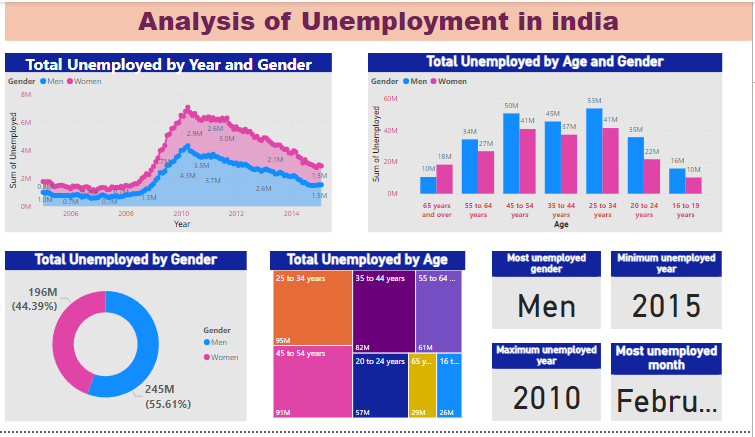 Analysis of Unemployment in india
Total Unemployed by Year and Gender
Gender Men Women
Sum of Unemployed
8M
6M
4M
2M
0M
2.9M
2.6M
3.0M
2.1M
1.3M
4.3M
3.5M
3.7M
2.6M
1.5M
1.3M
1.0M
0.7M
0.7M
2006 2008 2010 2012 2014
Year
Total Unemployed by Age and Gender
Gender Men Women
Sum of Unemployed
60M
40M
20M
0M
10M 18M 34M 27M 50M 41M 45M 37M 53M 41M 35M 22M 16M 10M
65 years 55 to 64 45 to 54 35 to 44 25 to 34 20 to 24 16 to 19
and over years years years years years years
Age
Total Unemployed by Gender
196M
(44.39%)
245M
(55.61%)
Gender
Men
Women
Total Unemployed by Age
25 to 34 years
95M
45 to 54 years
91M
35 to 44 years
82M
55 to 64 ...
61M
20 to 24 years
57M
65 y...
29M
16 t...
26M
Most unemployed
gender
Men
Minimum unemployed
year
2015
Maximum unemployed
year
2010
Most unemployed
month
Febru...